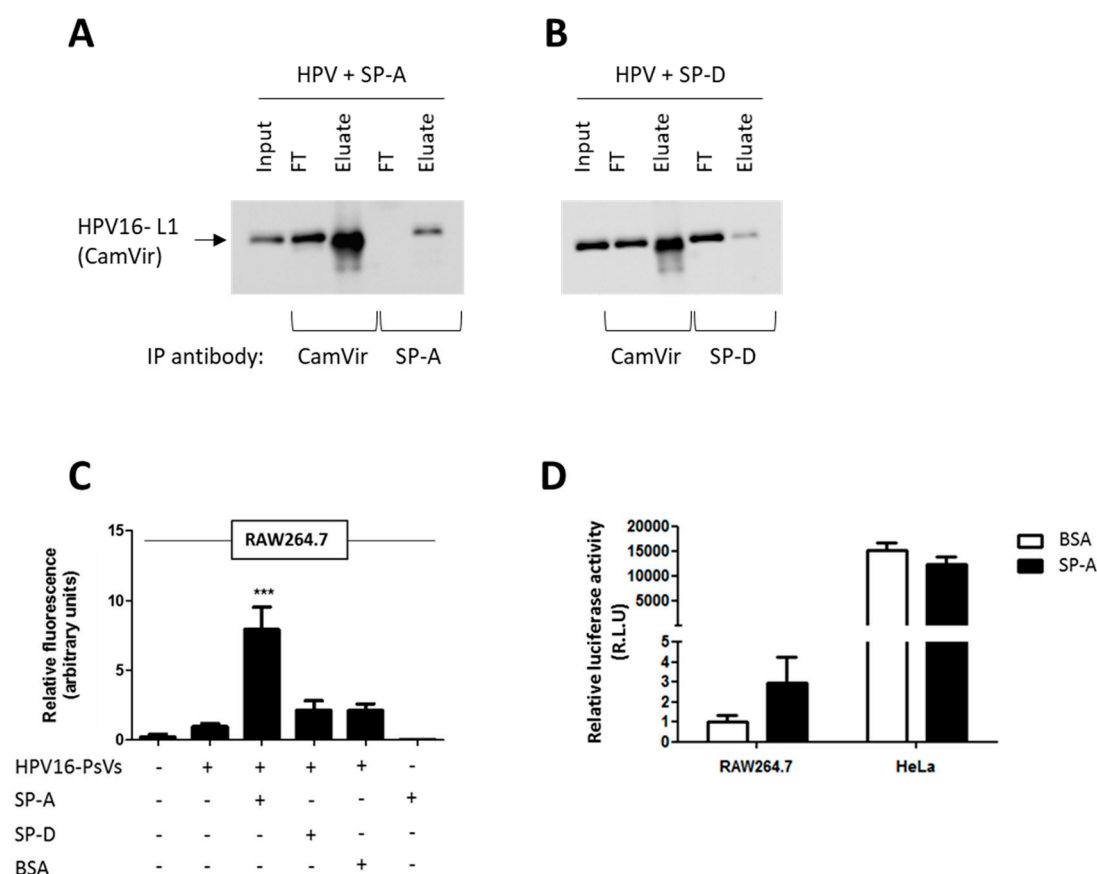 A
HPV + SP-A
Input
FT
Eluate
FT
Eluate
HPV16- L1
(CamVir)
IP antibody:
CamVir
SP-A
B
HPV + SP-D
Input
FT
Eluate
FT
Eluate
CamVir
SP-D
C
RAW264.7
Relative fluorescence
(arbitrary units)
15
10
5
0
***
HPV16-PsVs - + + + + -
SP-A - - + - - +
SP-D - - - + - -
BSA - - - - + -
D
Relative luciferase activity
(R.L.U)
20000
15000
10000
5000
5
4
3
2
1
0
RAW264.7
HeLa
BSA
SP-A